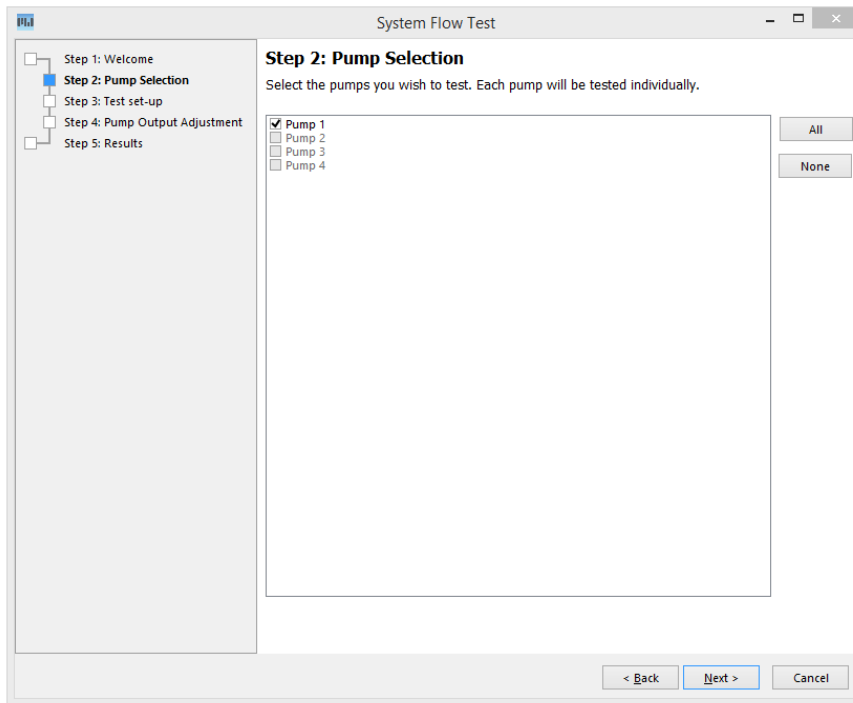 System Flow Test
Step 1: Welcome
Step 2: Pump Selection
Step 3: Test set-up
Step 4: Pump Output Adjustment
Step 5: Results
Step 2: Pump Selection
Select the pumps you wish to test. Each pump will be tested individually.
Pump 1
Pump 2
Pump 3
Pump 4
All
None
< Back
Next >
Cancel